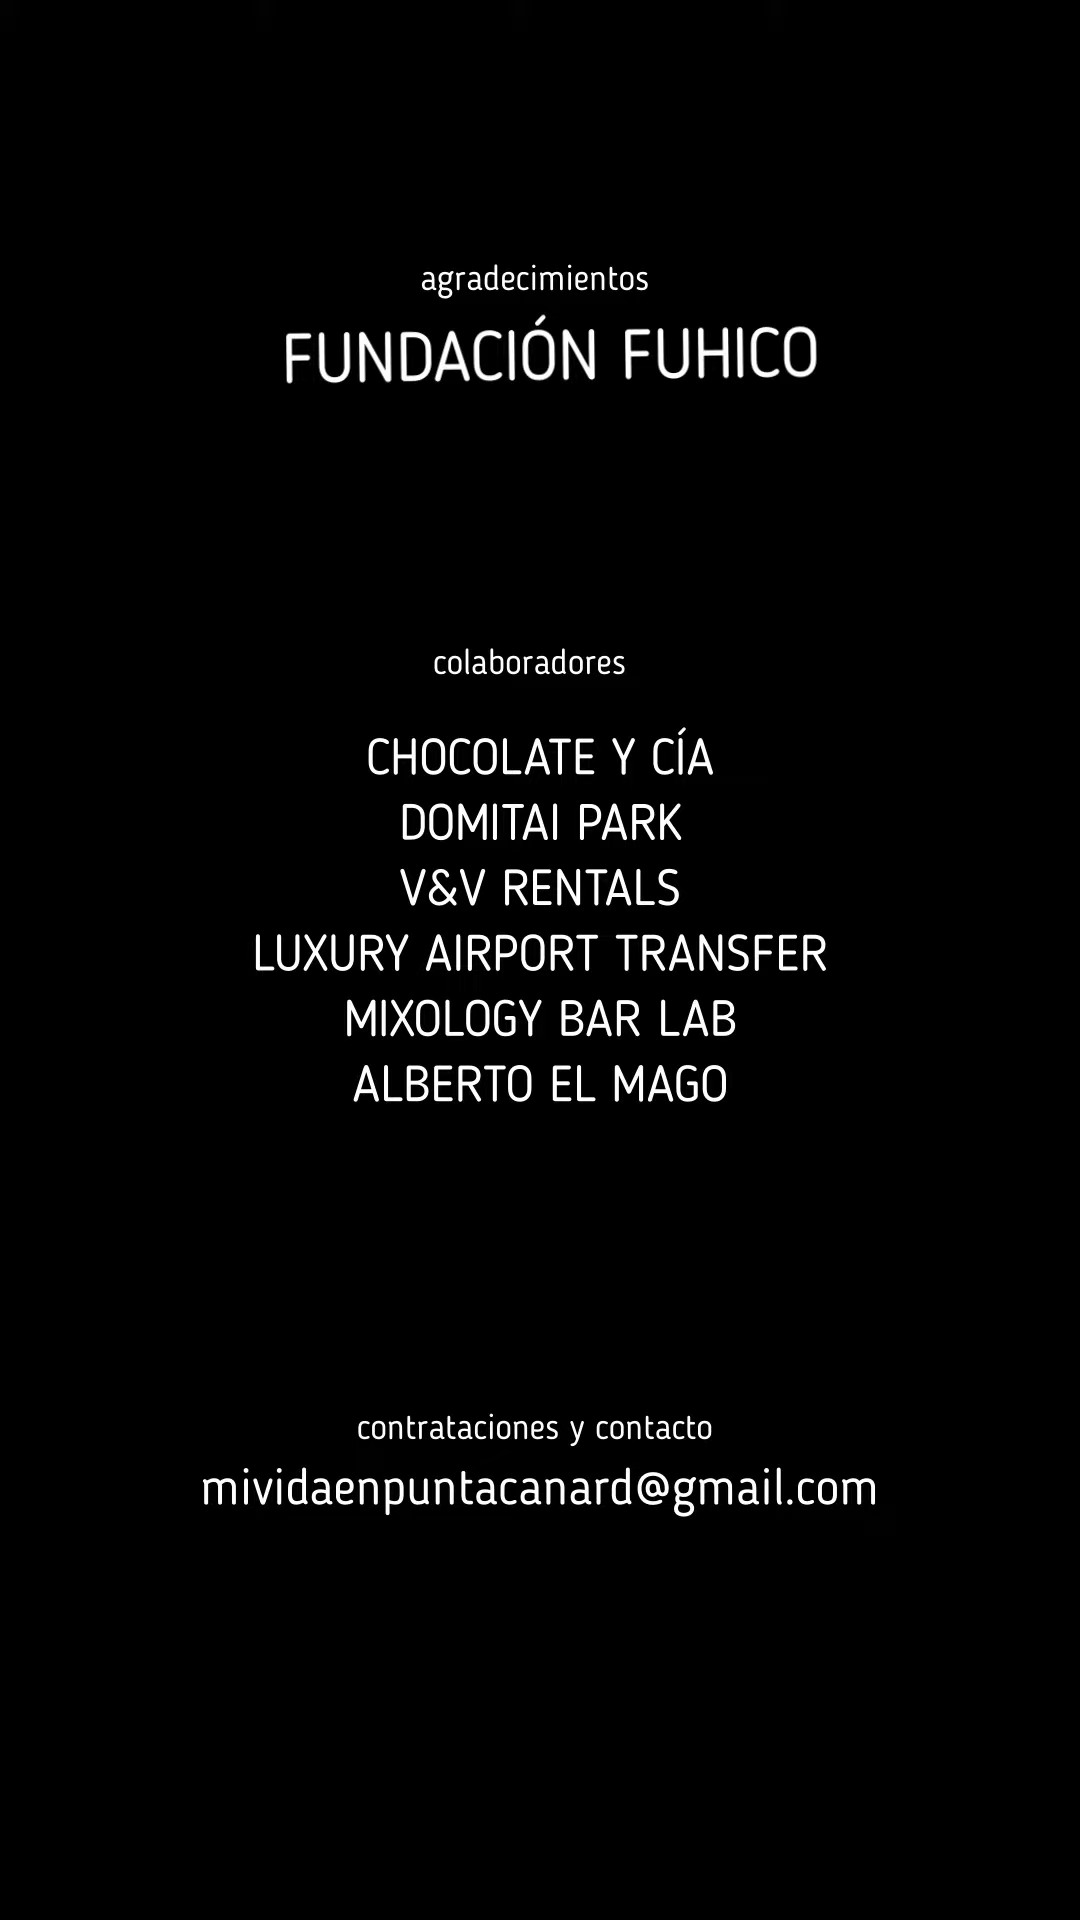 agradecimientos
FUNDACIÓN FUHICO
colaboradores
CHOCOLATE Y CÍA
DOMITAI PARK
V&V RENTALS
LUXURY AIRPORT TRANSFER
MIXOLOGY BAR LAB
ALBERTO EL MAGO
contrataciones y contacto
mividaenpuntacanard@gmail.com